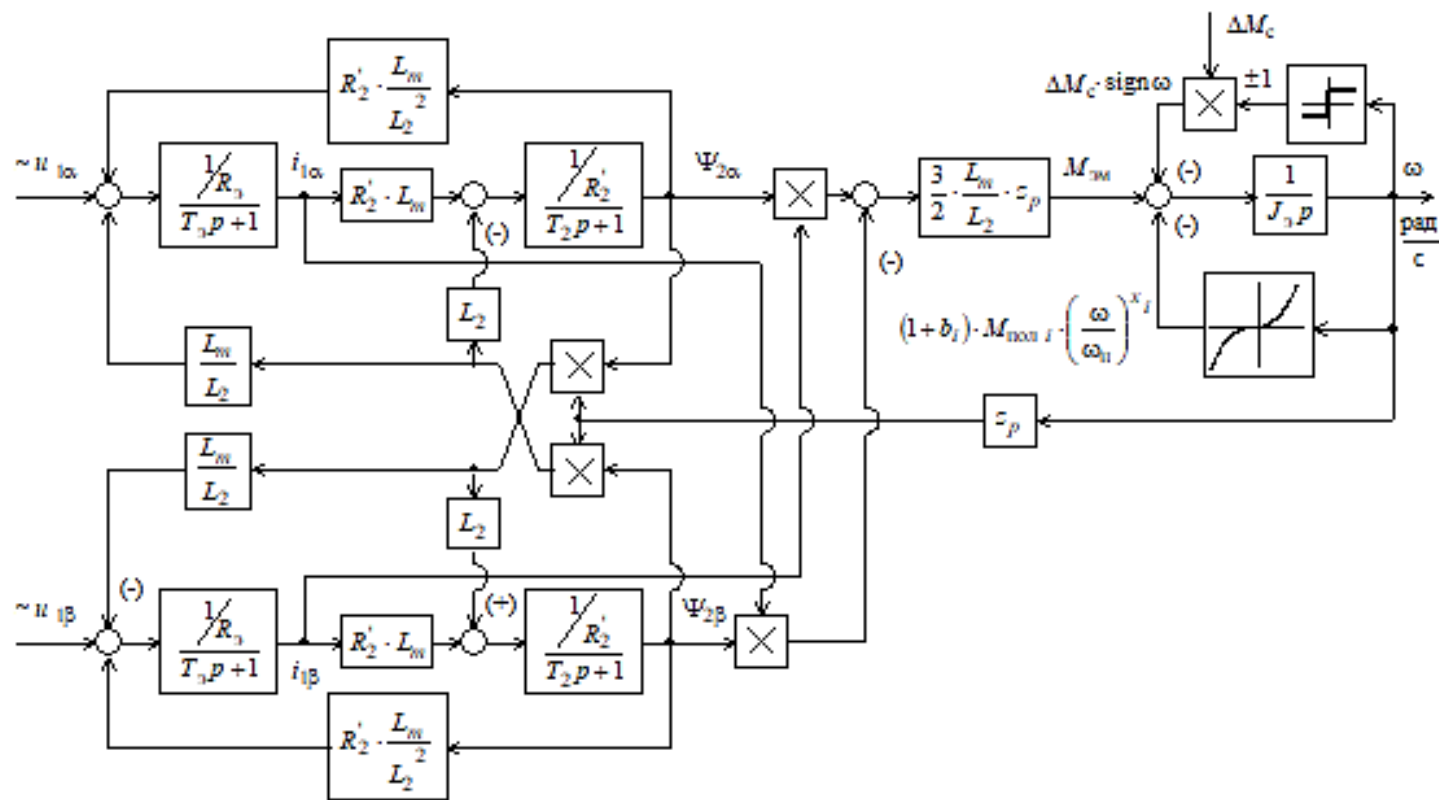 ΔM_c
R'_2 · L_m / L_2^2
ΔM_c · sign ω
±1
~ u_1α
1/R_э / (T_э p + 1)
i_1α
R'_2 · L_m
(-)
1/R'_2 / (T_2 p + 1)
Ψ_2α
×
(-)
3/2 · L_m / L_2 · z_p
M_эм
(-)
(-)
1 / (J_э p)
ω
рад/с
L_2
L_m / L_2
×
(1 + b_i) · M_пол i · (ω / ω_н)^x_i
z_p
L_m / L_2
×
L_2
~ u_1β
(-)
1/R_э / (T_э p + 1)
i_1β
R'_2 · L_m
(+)
1/R'_2 / (T_2 p + 1)
Ψ_2β
×
R'_2 · L_m / L_2^2